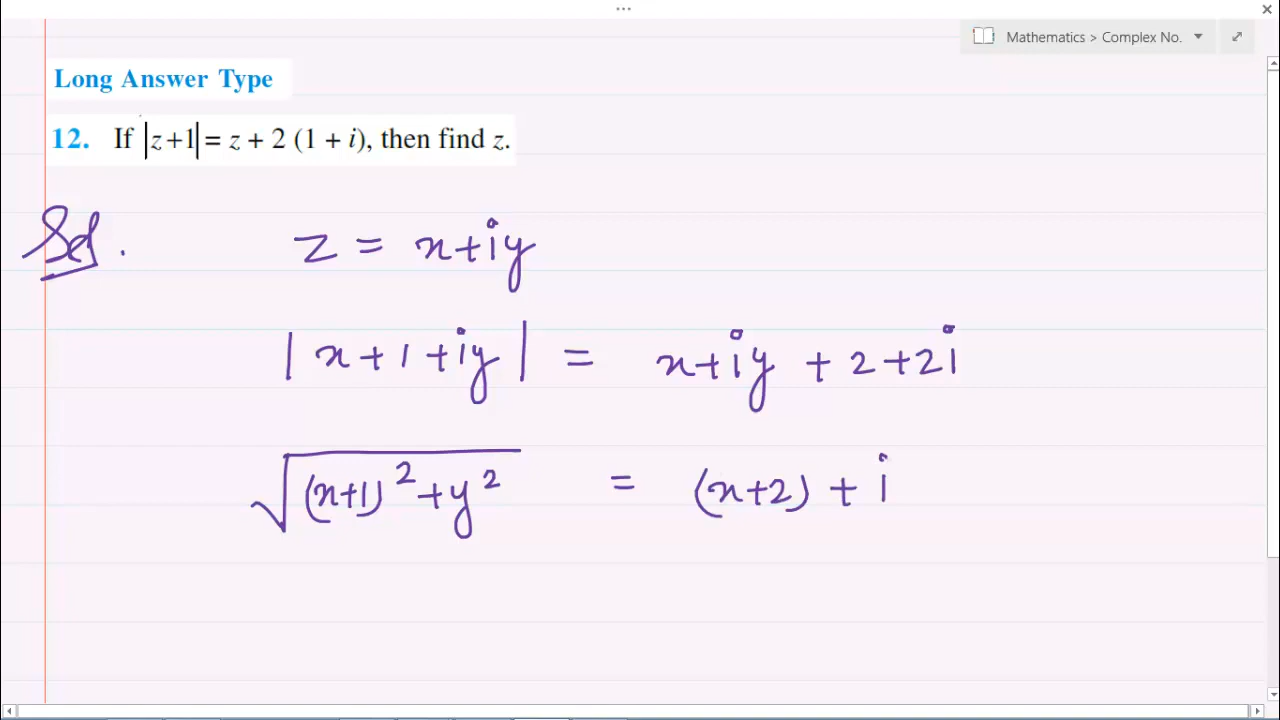 ...
Mathematics > Complex No.
Long Answer Type
12. If |z+1| = z + 2 (1 + i), then find z.
Sol.
z = x+iy
|x+1+iy| = x+iy + 2+2i
√(x+1)²+y² = (x+2) + i